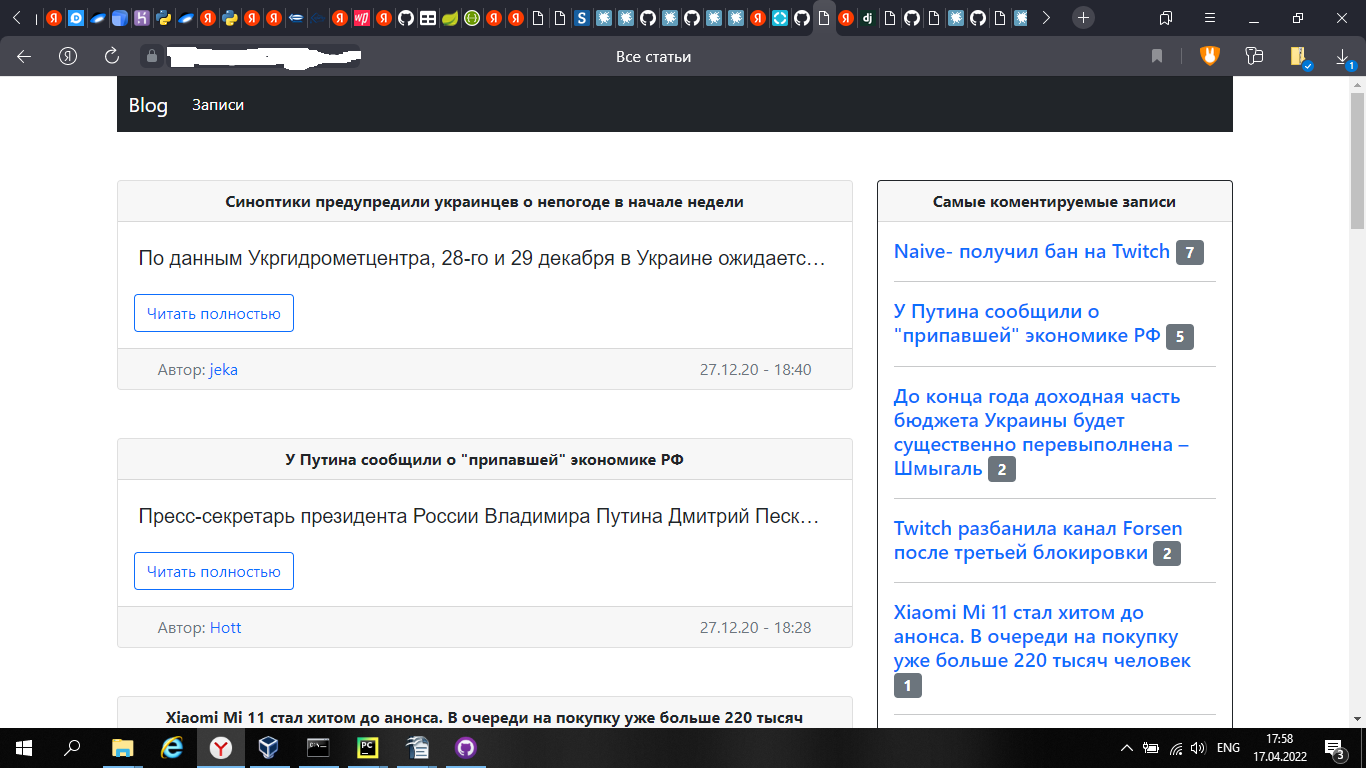 Все статьи
Blog
Записи
Синоптики предупредили украинцев о непогоде в начале недели
По данным Укргидрометцентра, 28-го и 29 декабря в Украине ожидаетс...
Читать полностью
Автор: jeka
27.12.20 - 18:40
У Путина сообщили о "припавшей" экономике РФ
Пресс-секретарь президента России Владимира Путина Дмитрий Песк...
Читать полностью
Автор: Hott
27.12.20 - 18:28
Xiaomi Mi 11 стал хитом до анонса. В очереди на покупку уже больше 220 тысяч
Самые коментируемые записи
Naive- получил бан на Twitch 7
У Путина сообщили о
"припавшей" экономике РФ 5
До конца года доходная часть
бюджета Украины будет
существенно перевыполнена –
Шмыгаль 2
Twitch разбанила канал Forsen
после третьей блокировки 2
Xiaomi Mi 11 стал хитом до
анонса. В очереди на покупку
уже больше 220 тысяч человек
1
ENG
17:58
17.04.2022
3